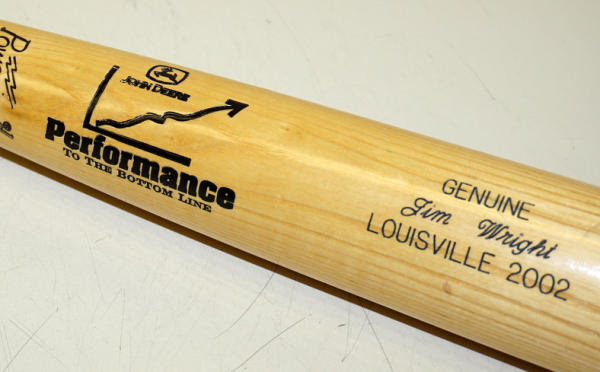 JOHN DEERE
Performance
TO THE BOTTOM LINE
GENUINE
Jim Wright
LOUISVILLE 2002